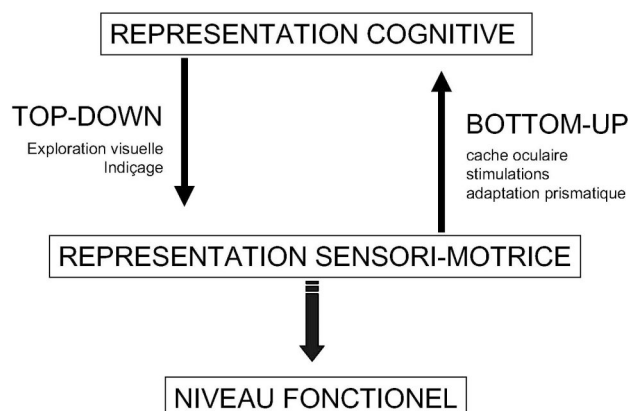 REPRESENTATION COGNITIVE
TOP-DOWN
Exploration visuelle
Indiçage
BOTTOM-UP
cache oculaire
stimulations
adaptation prismatique
REPRESENTATION SENSORI-MOTRICE
NIVEAU FONCTIONEL